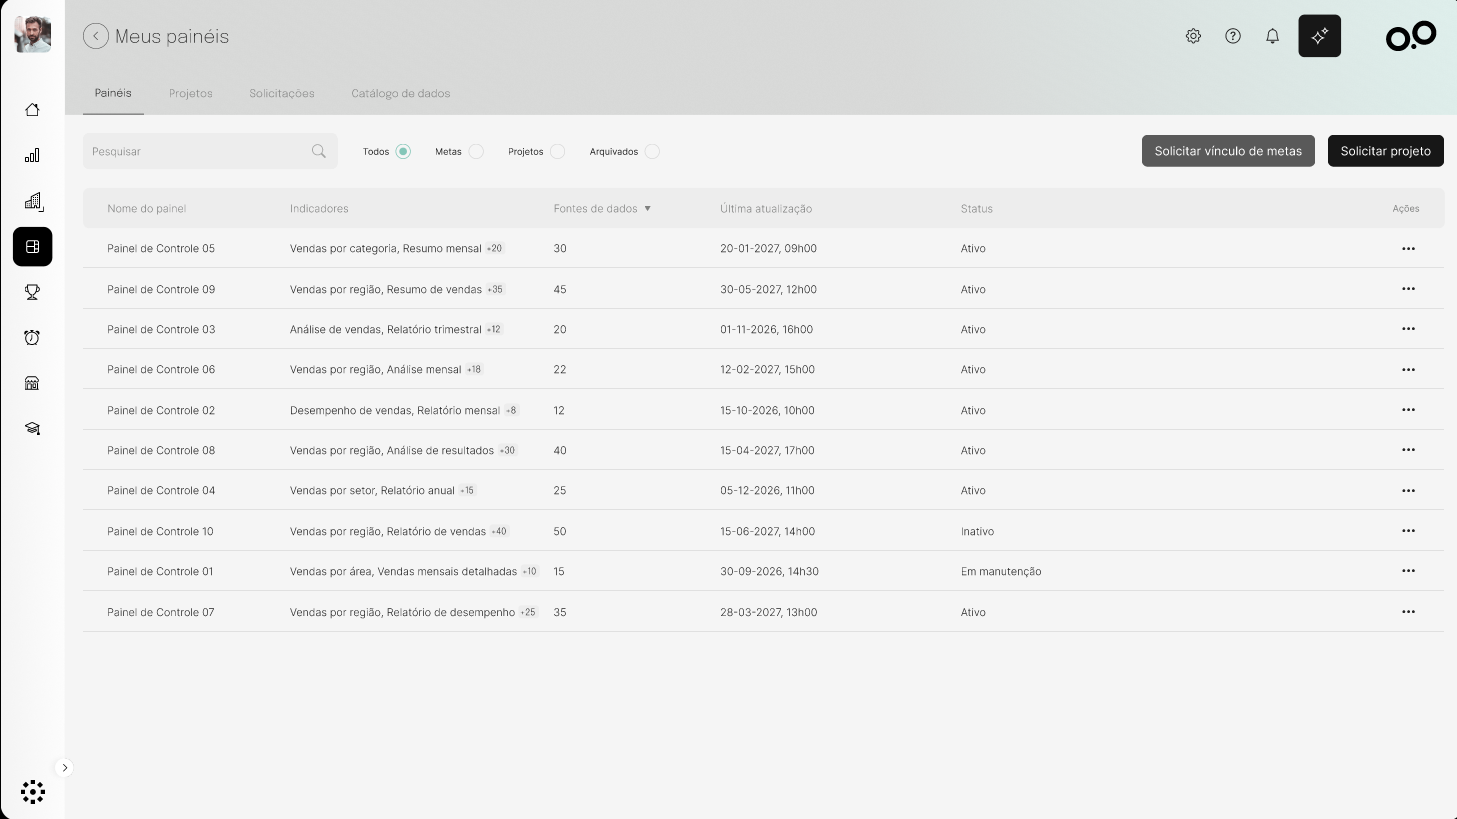 Meus painéis
Painéis Projetos Solicitações Catálogo de dados
Pesquisar Todos Metas Projetos Arquivados Solicitar vínculo de metas Solicitar projeto
Nome do painel Indicadores Fontes de dados ▼ Última atualização Status Ações
Painel de Controle 05 Vendas por categoria, Resumo mensal +20 30 20-01-2027, 09h00 Ativo
Painel de Controle 09 Vendas por região, Resumo de vendas +35 45 30-05-2027, 12h00 Ativo
Painel de Controle 03 Análise de vendas, Relatório trimestral +12 20 01-11-2026, 16h00 Ativo
Painel de Controle 06 Vendas por região, Análise mensal +18 22 12-02-2027, 15h00 Ativo
Painel de Controle 02 Desempenho de vendas, Relatório mensal +8 12 15-10-2026, 10h00 Ativo
Painel de Controle 08 Vendas por região, Análise de resultados +30 40 15-04-2027, 17h00 Ativo
Painel de Controle 04 Vendas por setor, Relatório anual +15 25 05-12-2026, 11h00 Ativo
Painel de Controle 10 Vendas por região, Relatório de vendas +40 50 15-06-2027, 14h00 Inativo
Painel de Controle 01 Vendas por área, Vendas mensais detalhadas +10 15 30-09-2026, 14h30 Em manutenção
Painel de Controle 07 Vendas por região, Relatório de desempenho +25 35 28-03-2027, 13h00 Ativo